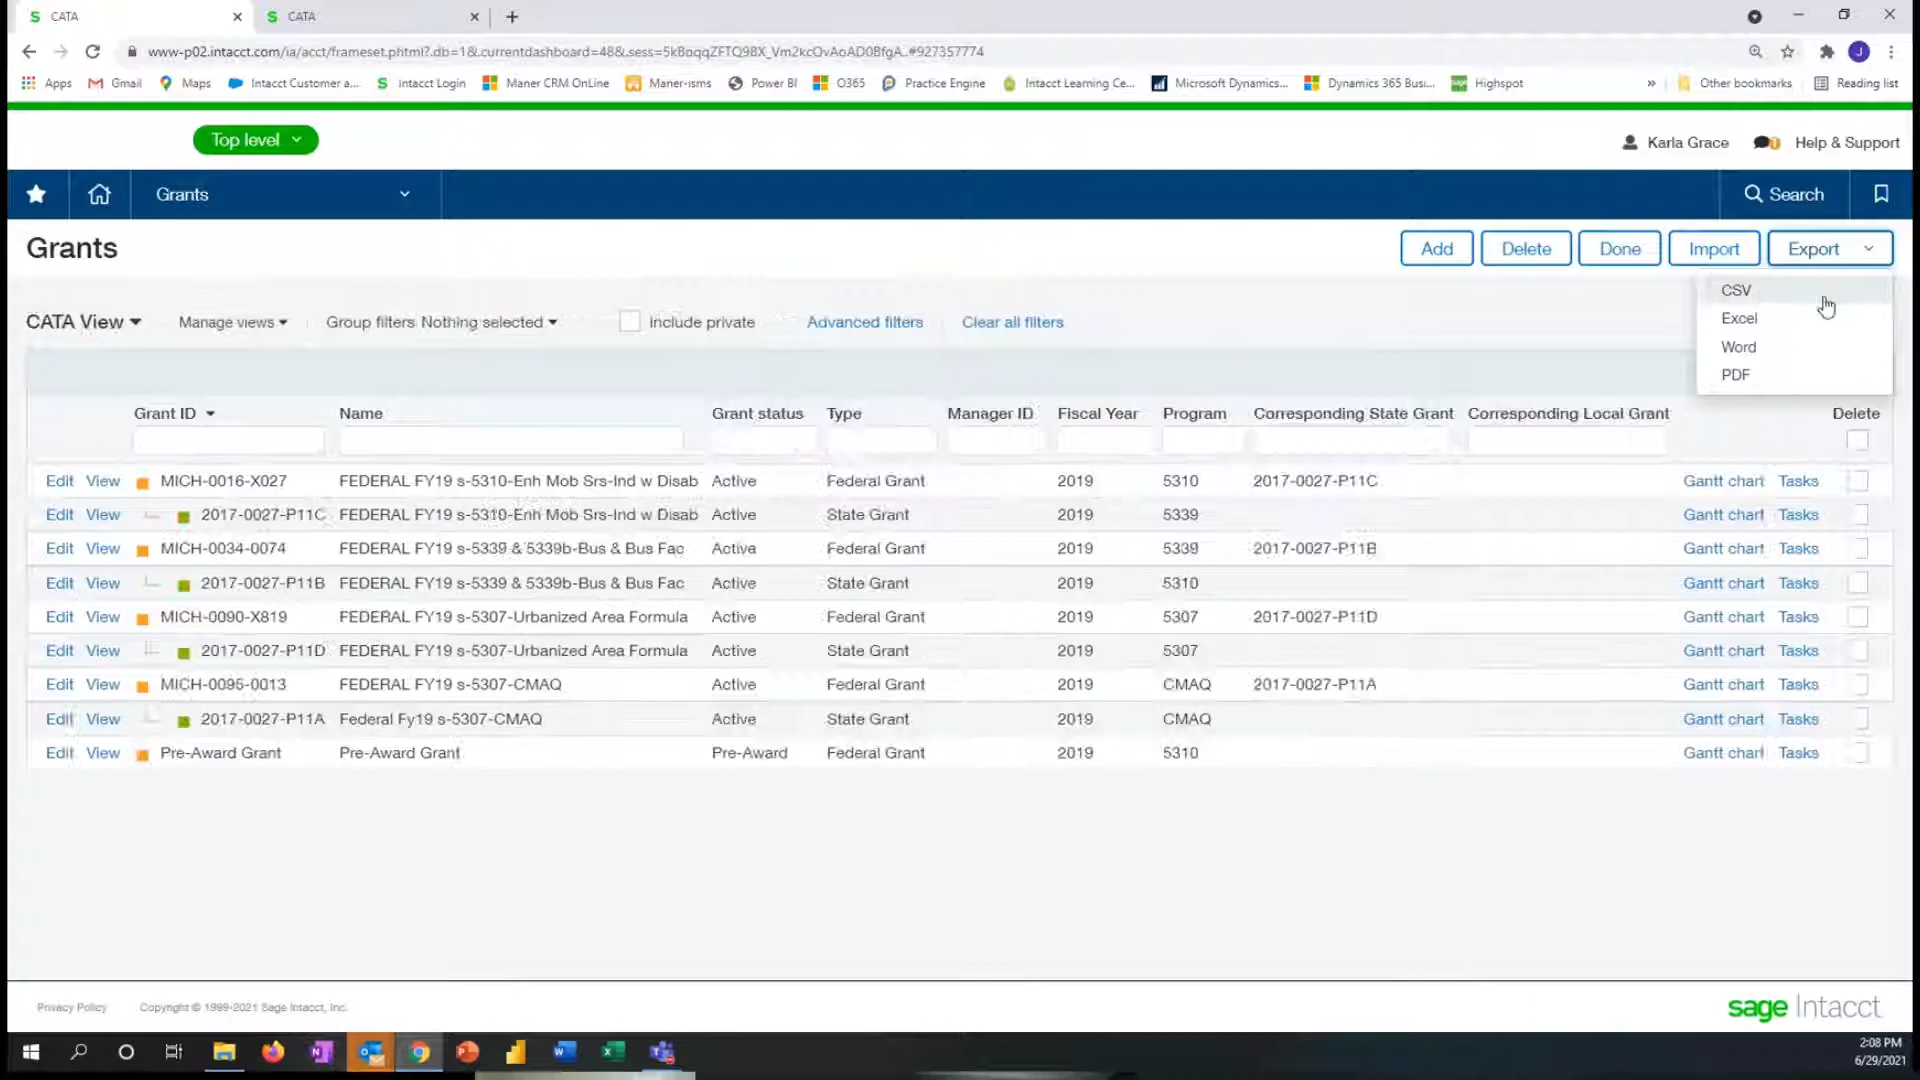 CATA
CATA
www-p02.intacct.com/ia/acct/frameset.phtml?.db=1&.currentdashboard=48&.sess=5kBoqqZFTQ98X_Vm2kcOvAoAD0BfgA..#927357774
J
Apps Gmail Maps Intacct Customer a... Intacct Login Maner CRM OnLine Maner-isms Power BI O365 Practice Engine Intacct Learning Ce... Microsoft Dynamics... Dynamics 365 Busi... Highspot » Other bookmarks Reading list
Top level
Karla Grace Help & Support
Grants Search
Grants Add Delete Done Import Export
CSV
Excel
Word
PDF
CATA View Manage views Group filters Nothing selected Include private Advanced filters Clear all filters
Grant ID Name Grant status Type Manager ID Fiscal Year Program Corresponding State Grant Corresponding Local Grant Delete
Edit View MICH-0016-X027 FEDERAL FY19 s-5310-Enh Mob Srs-Ind w Disab Active Federal Grant 2019 5310 2017-0027-P11C Gantt chart Tasks
Edit View 2017-0027-P11C FEDERAL FY19 s-5310-Enh Mob Srs-Ind w Disab Active State Grant 2019 5339 Gantt chart Tasks
Edit View MICH-0034-0074 FEDERAL FY19 s-5339 & 5339b-Bus & Bus Fac Active Federal Grant 2019 5339 2017-0027-P11B Gantt chart Tasks
Edit View 2017-0027-P11B FEDERAL FY19 s-5339 & 5339b-Bus & Bus Fac Active State Grant 2019 5310 Gantt chart Tasks
Edit View MICH-0090-X819 FEDERAL FY19 s-5307-Urbanized Area Formula Active Federal Grant 2019 5307 2017-0027-P11D Gantt chart Tasks
Edit View 2017-0027-P11D FEDERAL FY19 s-5307-Urbanized Area Formula Active State Grant 2019 5307 Gantt chart Tasks
Edit View MICH-0095-0013 FEDERAL FY19 s-5307-CMAQ Active Federal Grant 2019 CMAQ 2017-0027-P11A Gantt chart Tasks
Edit View 2017-0027-P11A Federal Fy19 s-5307-CMAQ Active State Grant 2019 CMAQ Gantt chart Tasks
Edit View Pre-Award Grant Pre-Award Grant Pre-Award Federal Grant 2019 5310 Gantt chart Tasks
Privacy Policy Copyright © 1999-2021 Sage Intacct, Inc.
sage Intacct
2:08 PM
6/29/2021